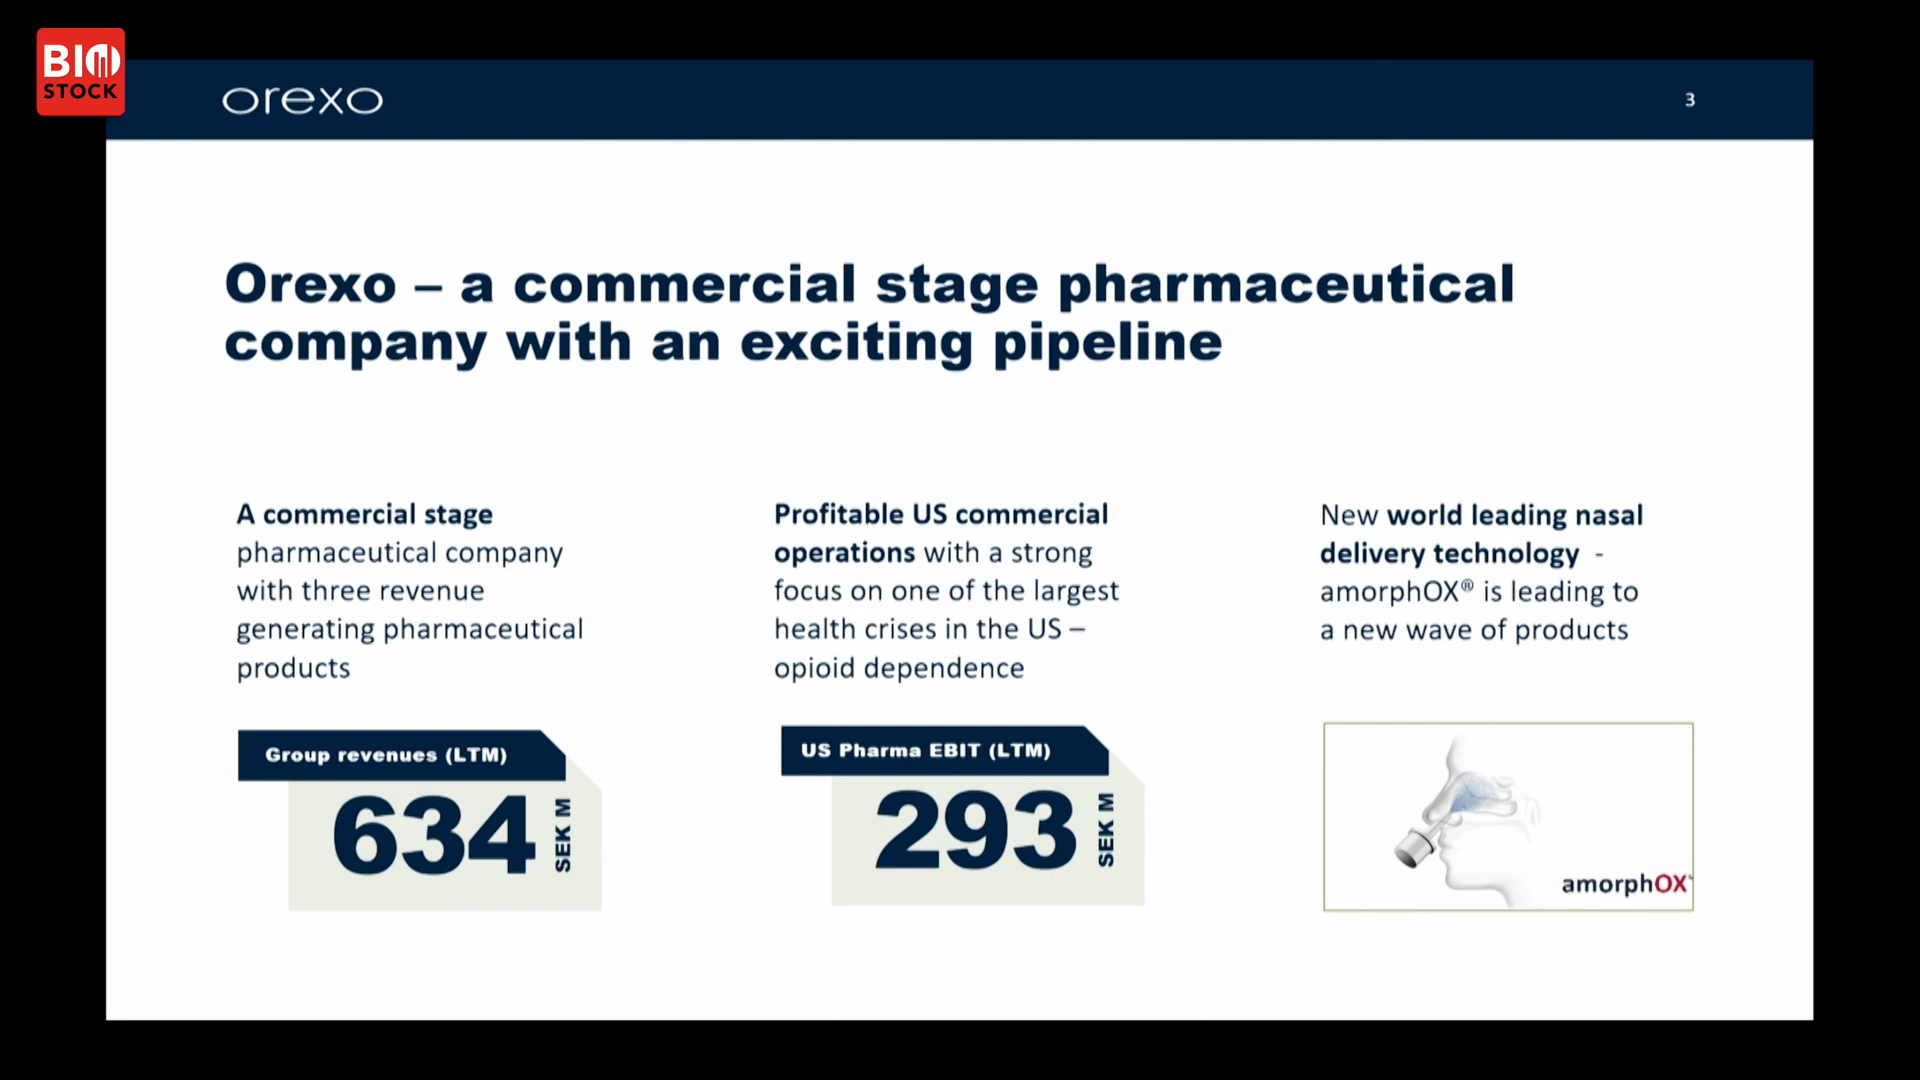 BIO
STOCK
orexo
3
Orexo – a commercial stage pharmaceutical
company with an exciting pipeline
A commercial stage
pharmaceutical company
with three revenue
generating pharmaceutical
products
Group revenues (LTM)
634
SEK M
Profitable US commercial
operations with a strong
focus on one of the largest
health crises in the US –
opioid dependence
US Pharma EBIT (LTM)
293
SEK M
New world leading nasal
delivery technology -
amorphOX® is leading to
a new wave of products
amorphOX